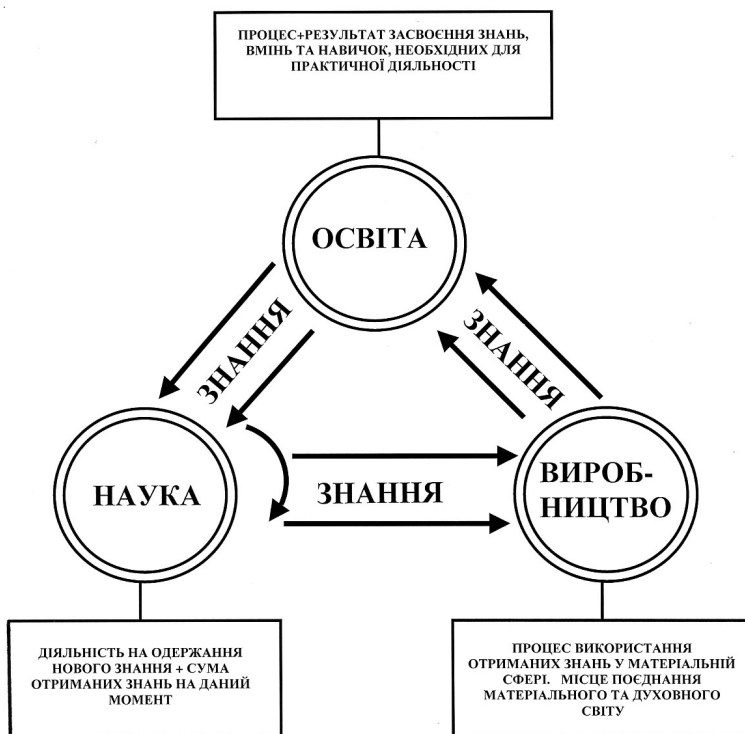 ПРОЦЕС+РЕЗУЛЬТАТ ЗАСВОЄННЯ ЗНАНЬ,
ВМІНЬ ТА НАВИЧОК, НЕОБХІДНИХ ДЛЯ
ПРАКТИЧНОЇ ДІЯЛЬНОСТІ
ОСВІТА
ЗНАННЯ
ЗНАННЯ
НАУКА
ЗНАННЯ
ВИРОБ-
НИЦТВО
ДІЯЛЬНІСТЬ НА ОДЕРЖАННЯ
НОВОГО ЗНАННЯ + СУМА
ОТРИМАНИХ ЗНАНЬ НА ДАНИЙ
МОМЕНТ
ПРОЦЕС ВИКОРИСТАННЯ
ОТРИМАНИХ ЗНАНЬ У МАТЕРІАЛЬНІЙ
СФЕРІ. МІСЦЕ ПОЄДНАННЯ
МАТЕРІАЛЬНОГО ТА ДУХОВНОГО
СВІТУ